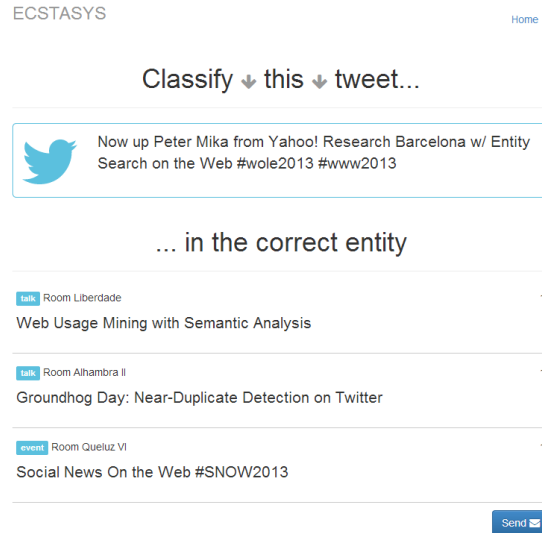 ECSTASYS
Home
Classify this tweet...
Now up Peter Mika from Yahoo! Research Barcelona w/ Entity
Search on the Web #wole2013 #www2013
... in the correct entity
talk Room Liberdade
Web Usage Mining with Semantic Analysis
talk Room Alhambra II
Groundhog Day: Near-Duplicate Detection on Twitter
event Room Queluz VI
Social News On the Web #SNOW2013
Send